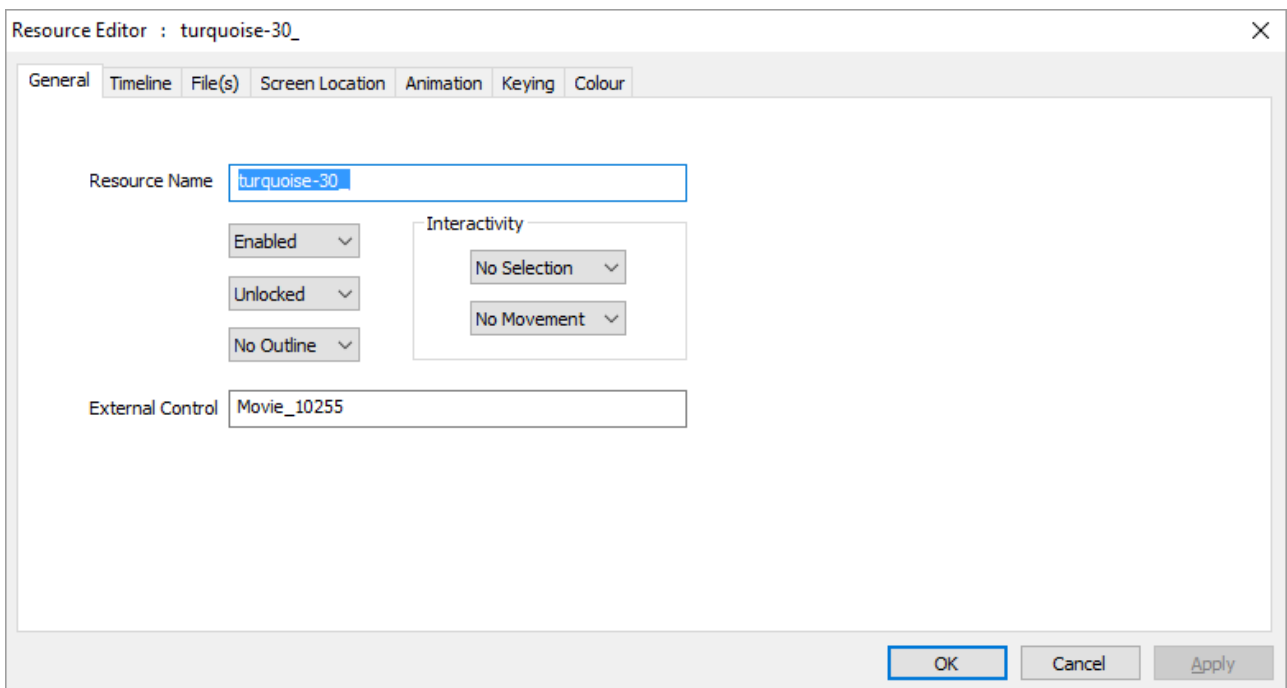 Resource Editor : turquoise-30_
General Timeline File(s) Screen Location Animation Keying Colour
Resource Name turquoise-30_
Interactivity
Enabled
No Selection
Unlocked
No Movement
No Outline
External Control Movie_10255
OK Cancel Apply